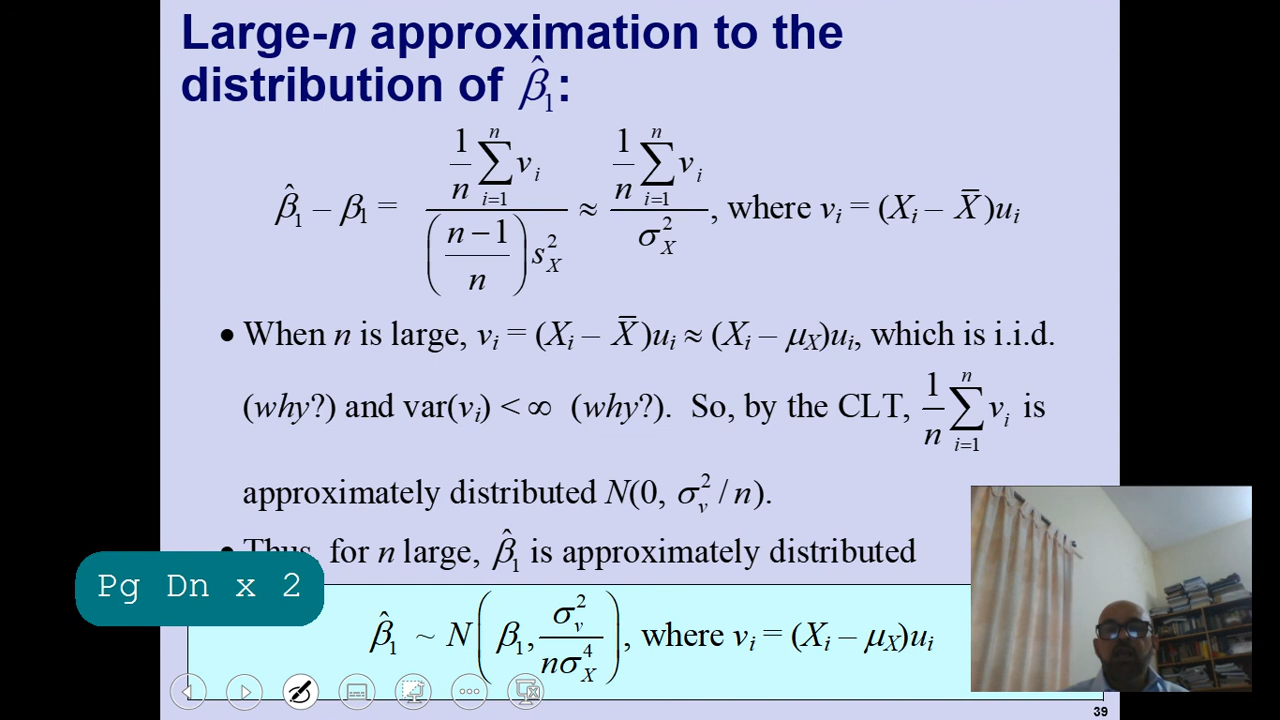 Large-n approximation to the
distribution of β̂₁:
β̂₁ – β₁ = (1/n ∑ᵢ₌₁ⁿ vᵢ) / (((n−1)/n) s²_X) ≈ (1/n ∑ᵢ₌₁ⁿ vᵢ) / σ²_X, where vᵢ = (Xᵢ – X̄)uᵢ
• When n is large, vᵢ = (Xᵢ – X̄)uᵢ ≈ (Xᵢ – μ_X)uᵢ, which is i.i.d.
(why?) and var(vᵢ) < ∞ (why?). So, by the CLT, 1/n ∑ᵢ₌₁ⁿ vᵢ is
approximately distributed N(0, σ²_v / n).
• Thus, for n large, β̂₁ is approximately distributed
Pg Dn x 2
β̂₁ ~ N(β₁, σ²_v / nσ⁴_X), where vᵢ = (Xᵢ – μ_X)uᵢ
39